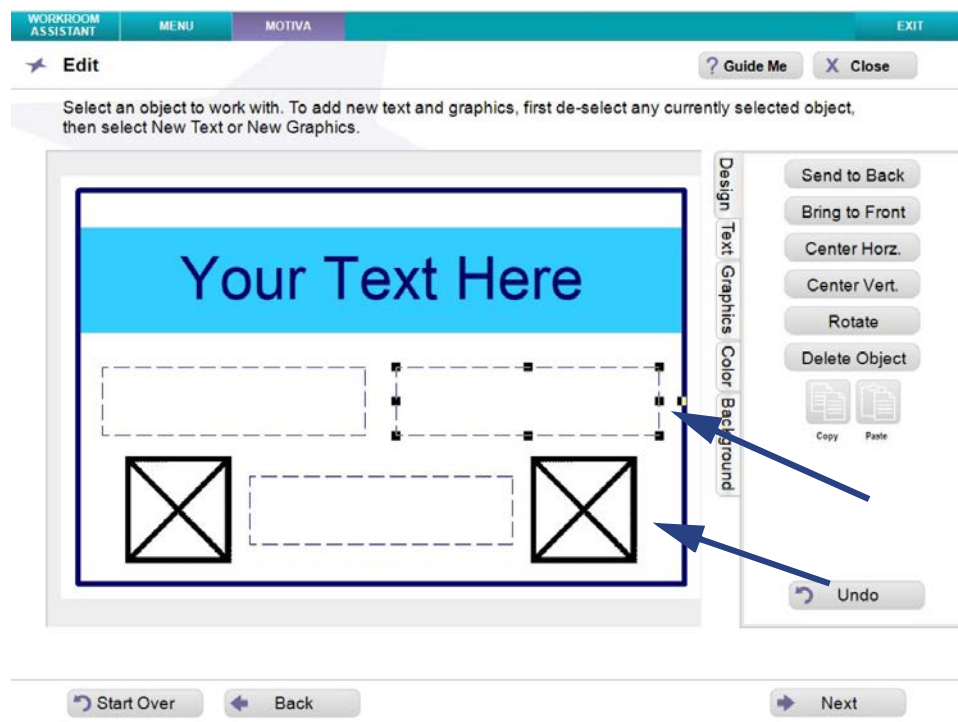 WORKROOM
ASSISTANT
MENU
MOTIVA
EXIT
Edit
? Guide Me
X Close
Select an object to work with. To add new text and graphics, first de-select any currently selected object,
then select New Text or New Graphics.
Your Text Here
Design
Text
Graphics
Color
Background
Send to Back
Bring to Front
Center Horz.
Center Vert.
Rotate
Delete Object
Copy Paste
Undo
Start Over
Back
Next